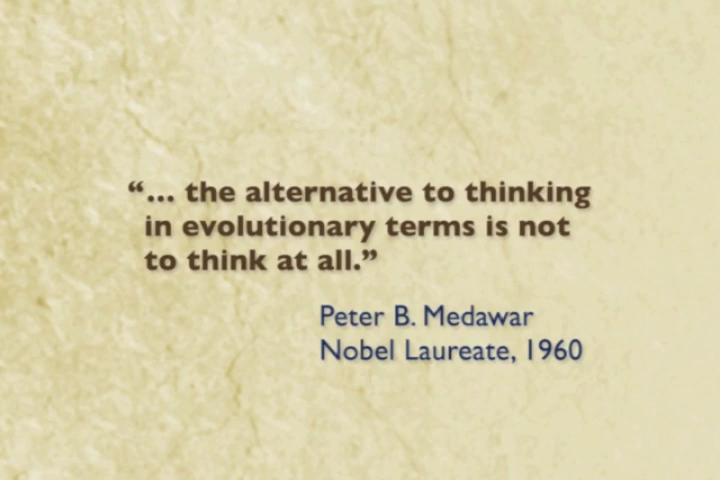 “... the alternative to thinking
in evolutionary terms is not
to think at all.”
Peter B. Medawar
Nobel Laureate, 1960